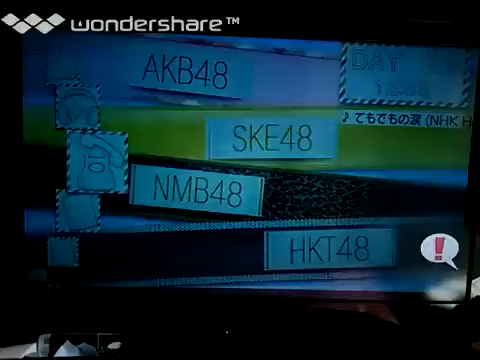 wondershare™
AKB48
DAY
SKE48
♪ てもでもの涙 (NHK H
NMB48
HKT48